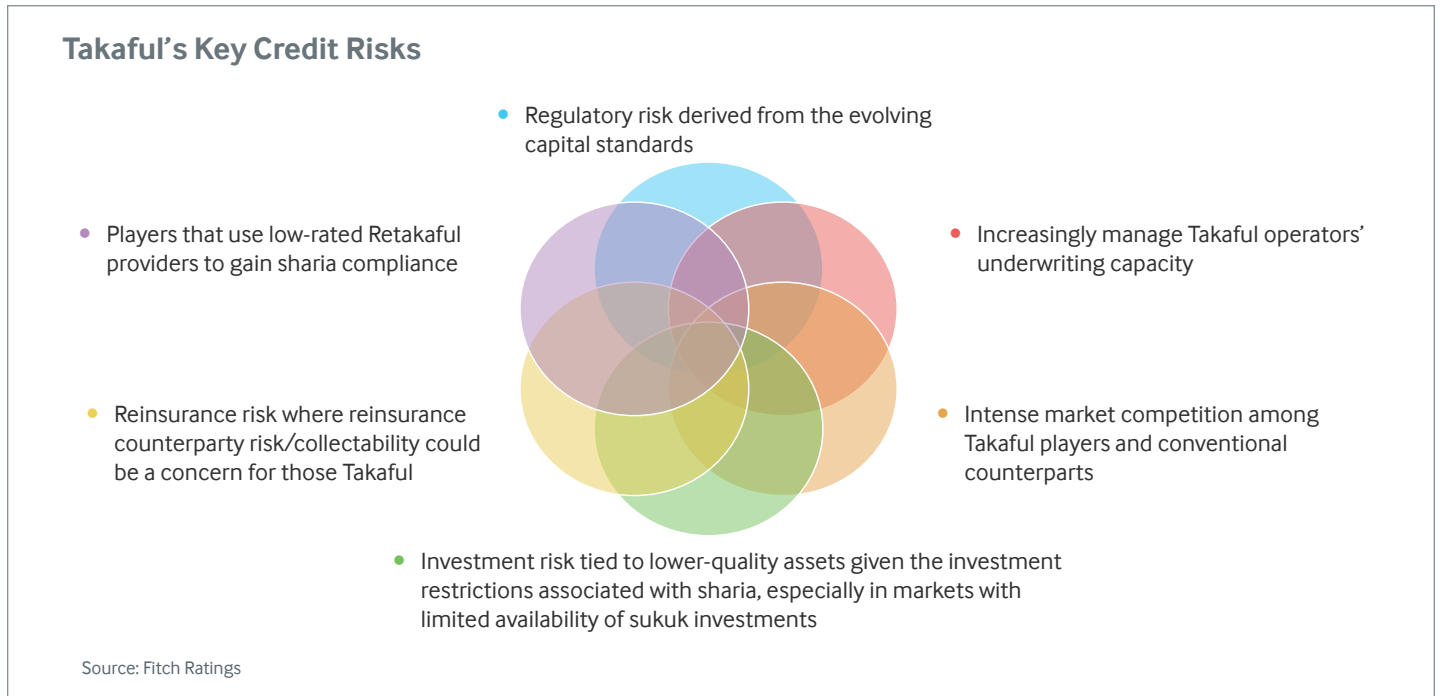 Takaful's Key Credit Risks
• Regulatory risk derived from the evolving
capital standards
• Players that use low-rated Retakaful
providers to gain sharia compliance
• Increasingly manage Takaful operators'
underwriting capacity
• Reinsurance risk where reinsurance
counterparty risk/collectability could
be a concern for those Takaful
• Intense market competition among
Takaful players and conventional
counterparts
• Investment risk tied to lower-quality assets given the investment
restrictions associated with sharia, especially in markets with
limited availability of sukuk investments
Source: Fitch Ratings